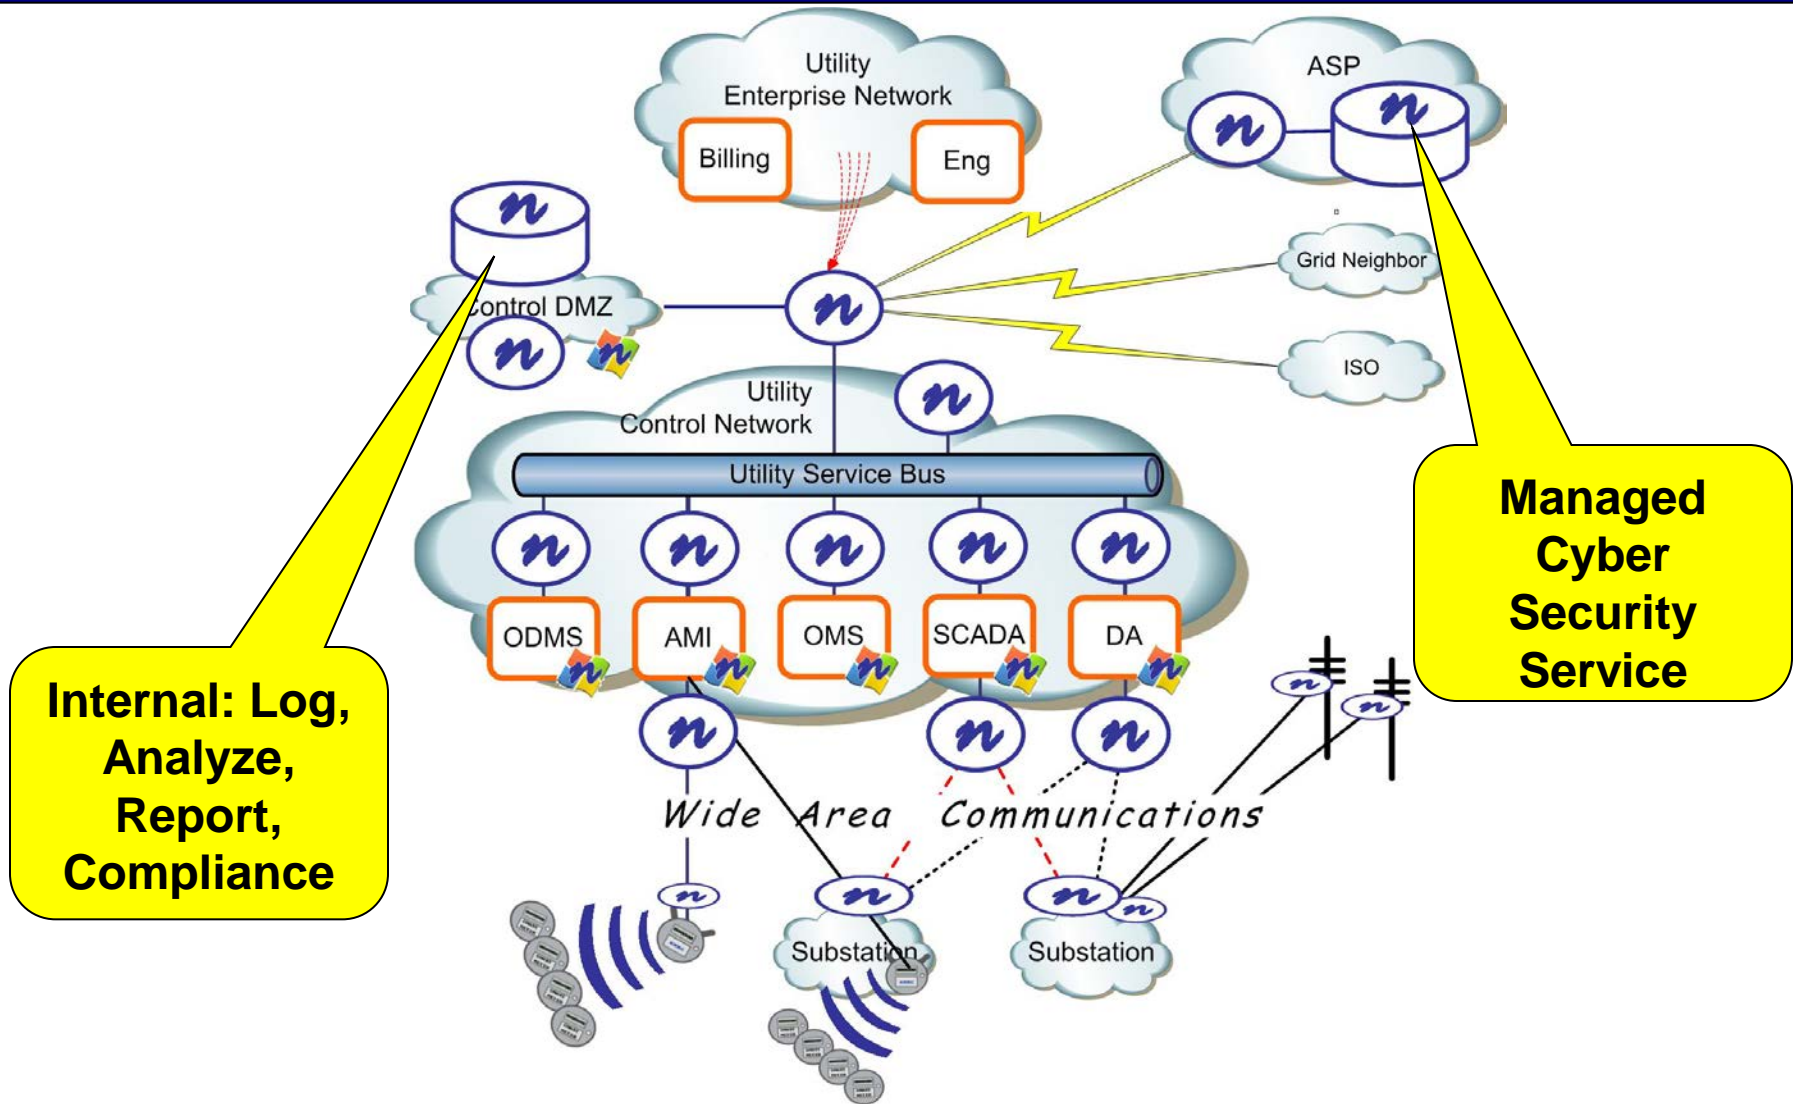 Utility
Enterprise Network
Billing
Eng
ASP
n
n
n
Control DMZ
n
n
n
Grid Neighbor
ISO
Utility
Control Network
n
Utility Service Bus
n
n
n
n
n
ODMS
AMI
OMS
SCADA
DA
n
n
n
n
n
n
n
n
n
n
Wide Area Communications
n
n
n
n
Substation
Substation
Internal: Log,
Analyze,
Report,
Compliance
Managed
Cyber
Security
Service